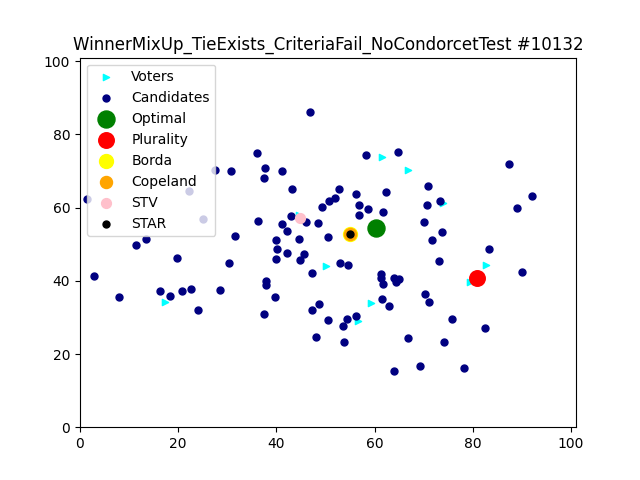 WinnerMixUp_TieExists_CriteriaFail_NoCondorcetTest #10132
100
80
60
40
20
0
0 20 40 60 80 100
Voters
Candidates
Optimal
Plurality
Borda
Copeland
STV
STAR